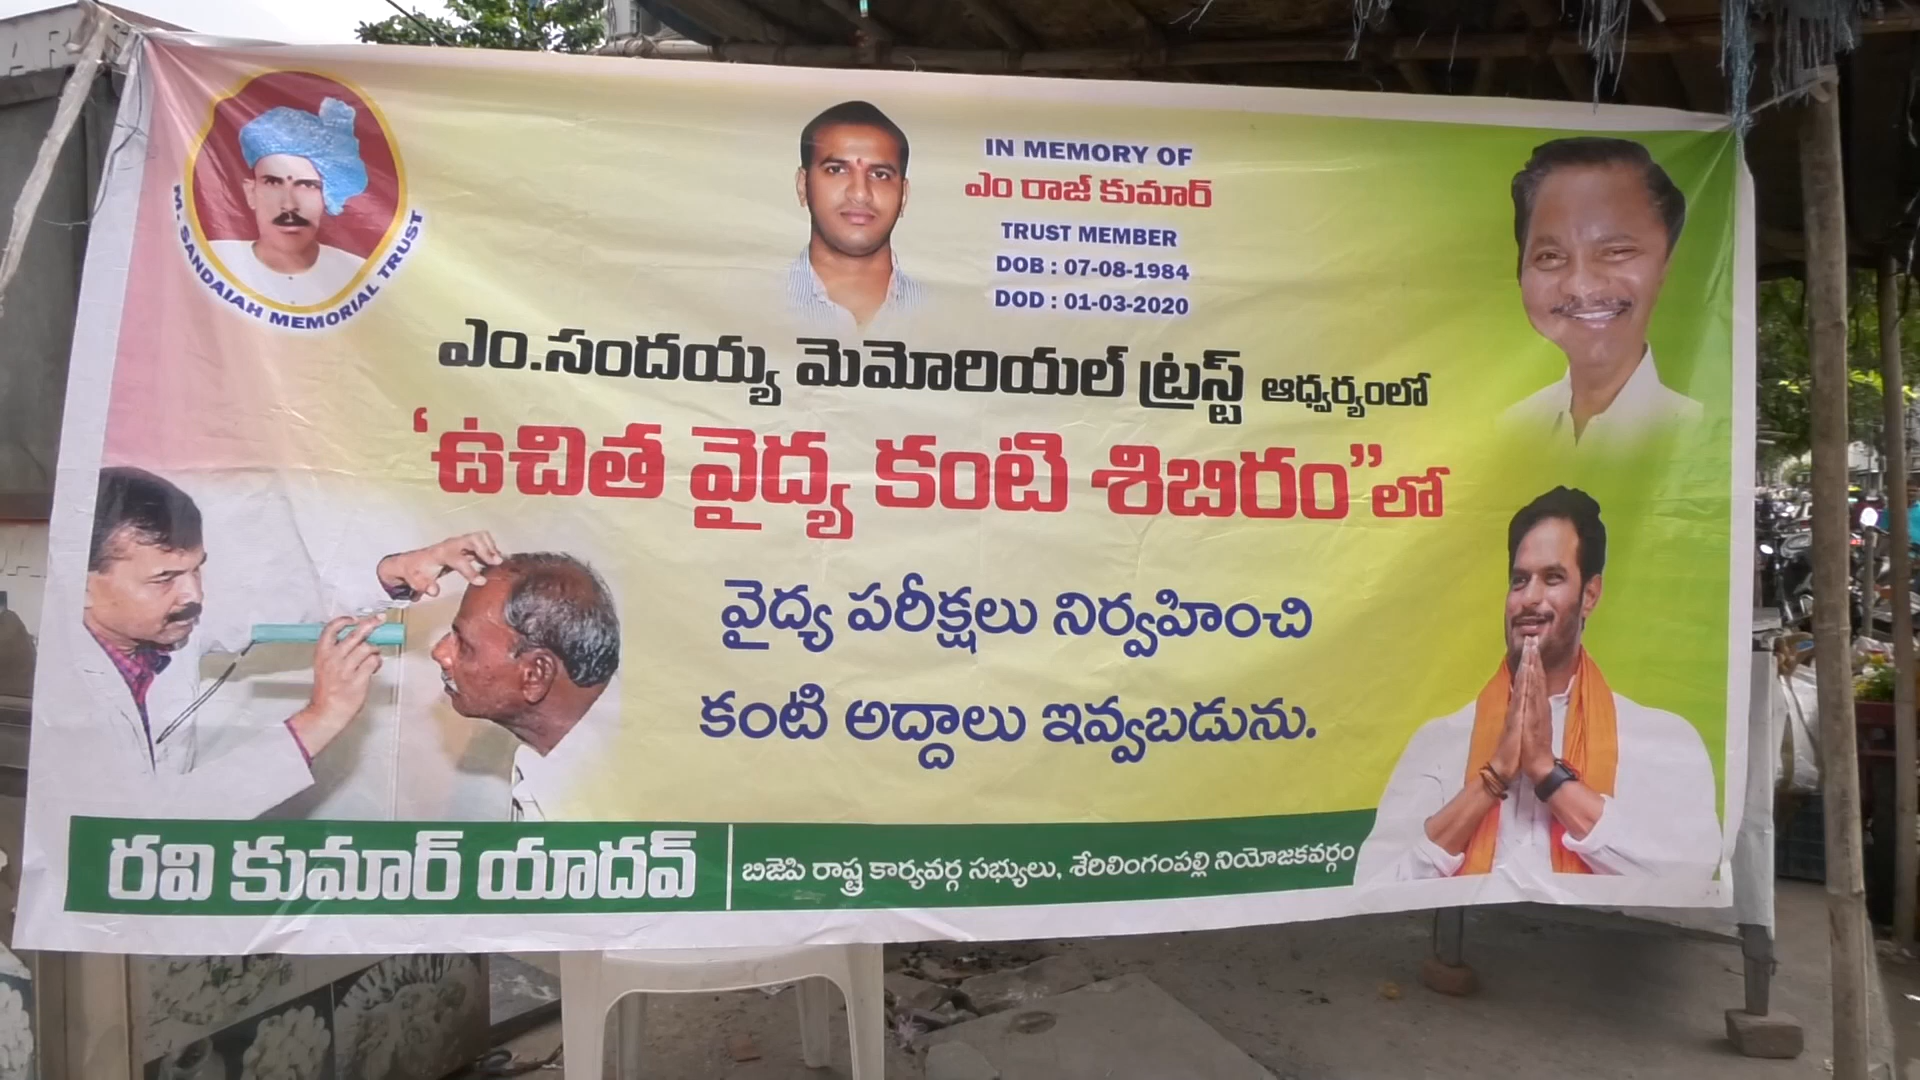 M. SANDAIAH MEMORIAL TRUST
IN MEMORY OF
ఎం రాజ్ కుమార్
TRUST MEMBER
DOB : 07-08-1984
DOD : 01-03-2020
ఎం.సందయ్య మెమోరియల్ ట్రస్ట్ ఆధ్వర్యంలో
‘ఉచిత వైద్య కంటి శిబిరం”లో
వైద్య పరీక్షలు నిర్వహించి
కంటి అద్దాలు ఇవ్వబడును.
రవి కుమార్ యాదవ్
బిజెపి రాష్ట్ర కార్యవర్గ సభ్యులు, శేరిలింగంపల్లి నియోజకవర్గం